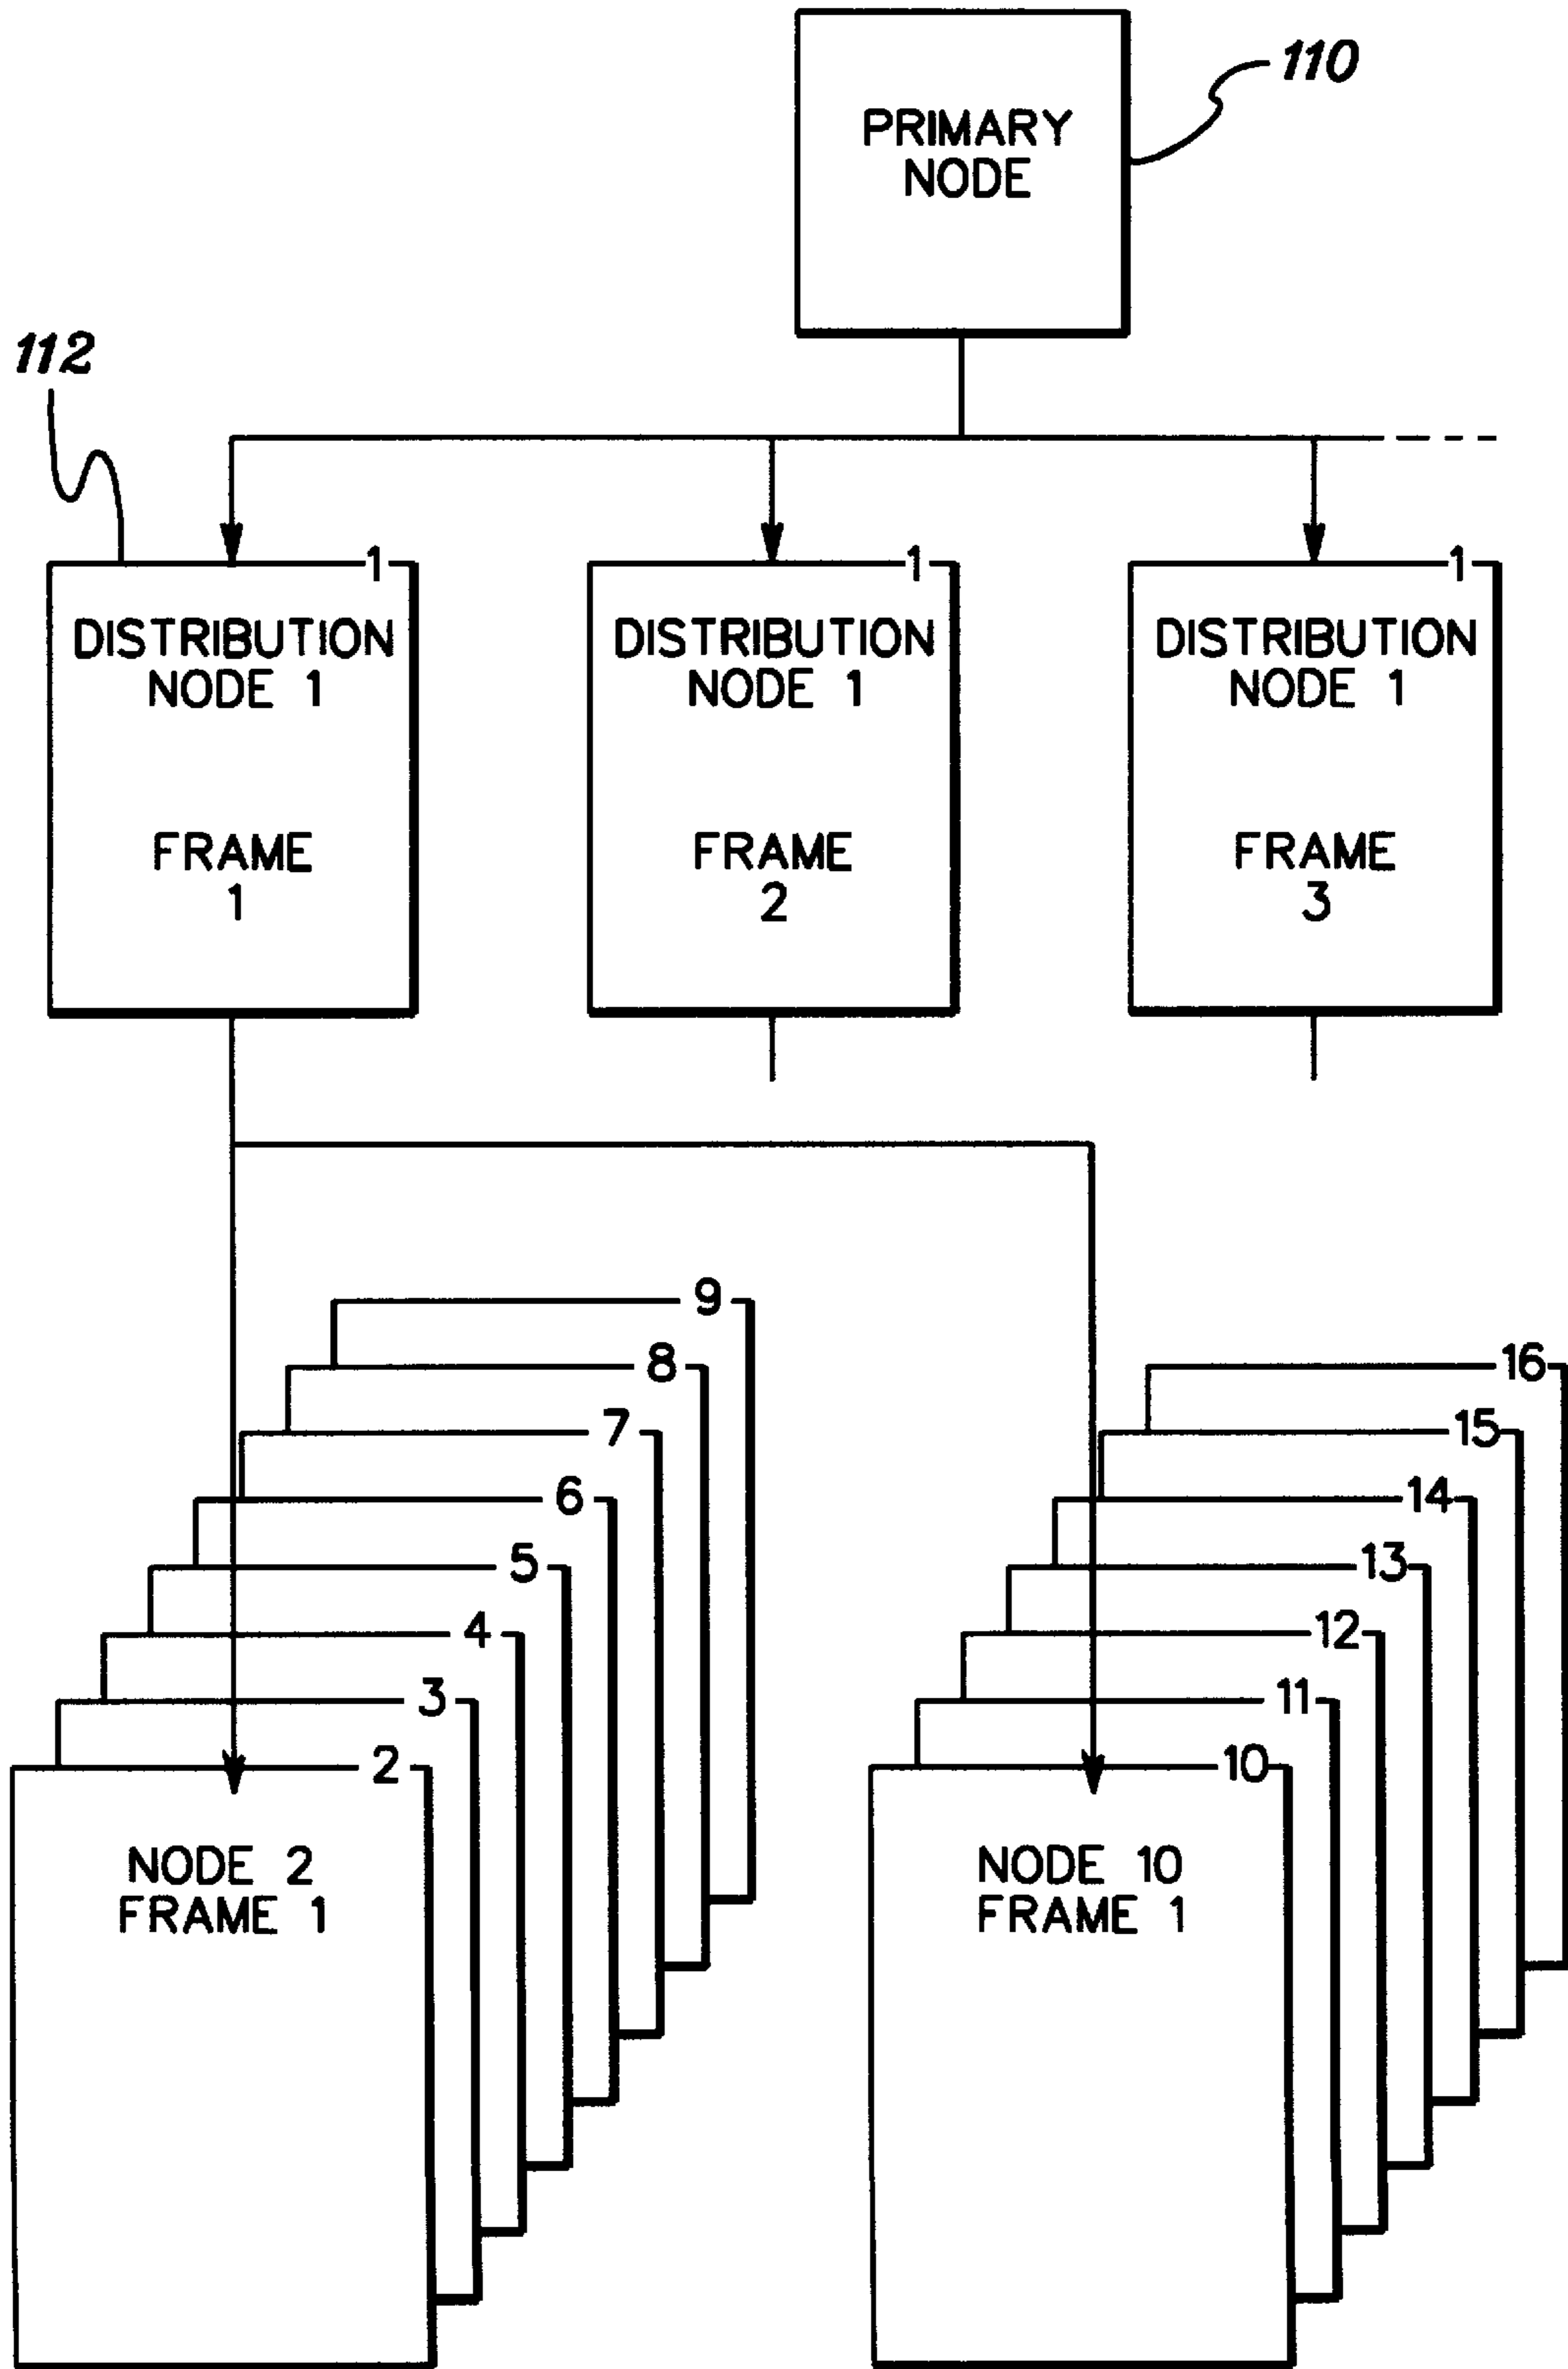 110
PRIMARY
NODE
112
1
DISTRIBUTION
NODE 1
FRAME
1
1
DISTRIBUTION
NODE 1
FRAME
2
1
DISTRIBUTION
NODE 1
FRAME
3
9
8
7
6
5
4
3
2
NODE 2
FRAME 1
16
15
14
13
12
11
10
NODE 10
FRAME 1